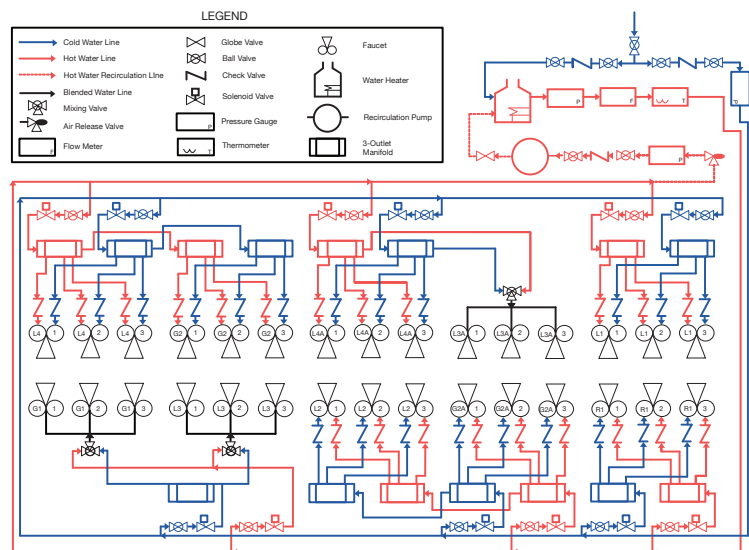 LEGEND
Cold Water Line
Hot Water Line
Hot Water Recirculation Line
Blended Water Line
Mixing Valve
Air Release Valve
F
Flow Meter
Globe Valve
Ball Valve
Check Valve
Solenoid Valve
P
Pressure Gauge
T
Thermometer
Faucet
Water Heater
Recirculation Pump
3-Outlet
Manifold
P F T
P
P
L4 1 L4 2 L4 3 G2 1 G2 2 G2 3 L4A 1 L4A 2 L4A 3 L3A 1 L3A 2 L3A 3 L1 1 L1 2 L1 3
G1 1 G1 2 G1 3 L3 1 L3 2 L3 3 L2 1 L2 2 L2 3 G2A 1 G2A 2 G2A 3 R1 1 R1 2 R1 3